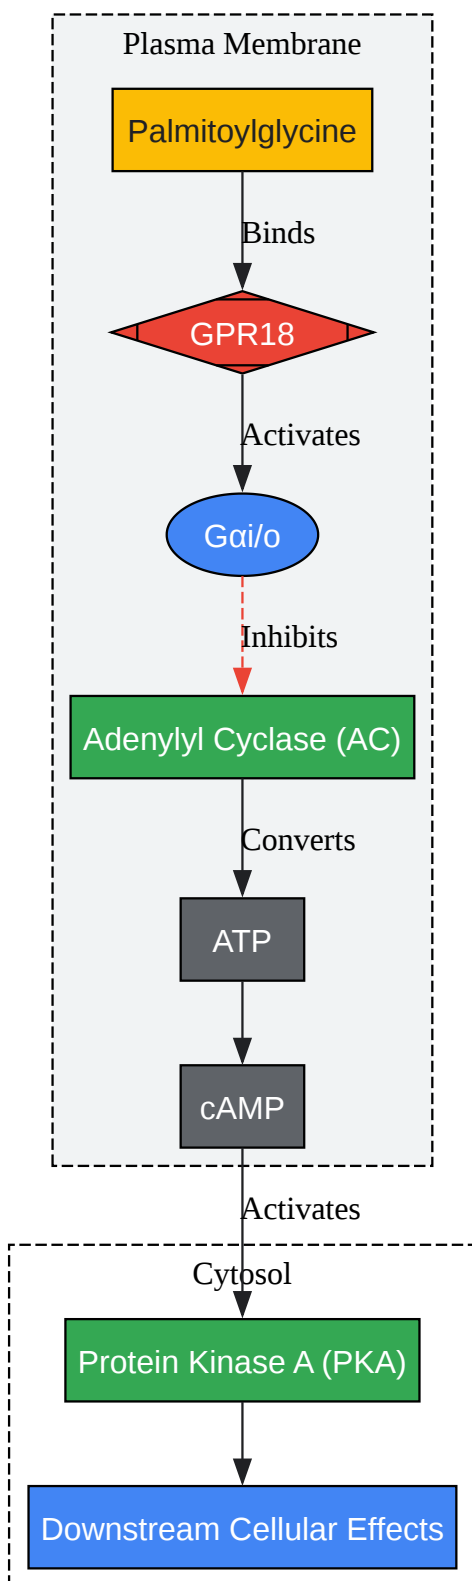 Plasma Membrane
Palmitoylglycine
Binds
GPR18
Activates
Gαi/o
Inhibits
Adenylyl Cyclase (AC)
Converts
ATP
cAMP
Activates
Cytosol
Protein Kinase A (PKA)
Downstream Cellular Effects